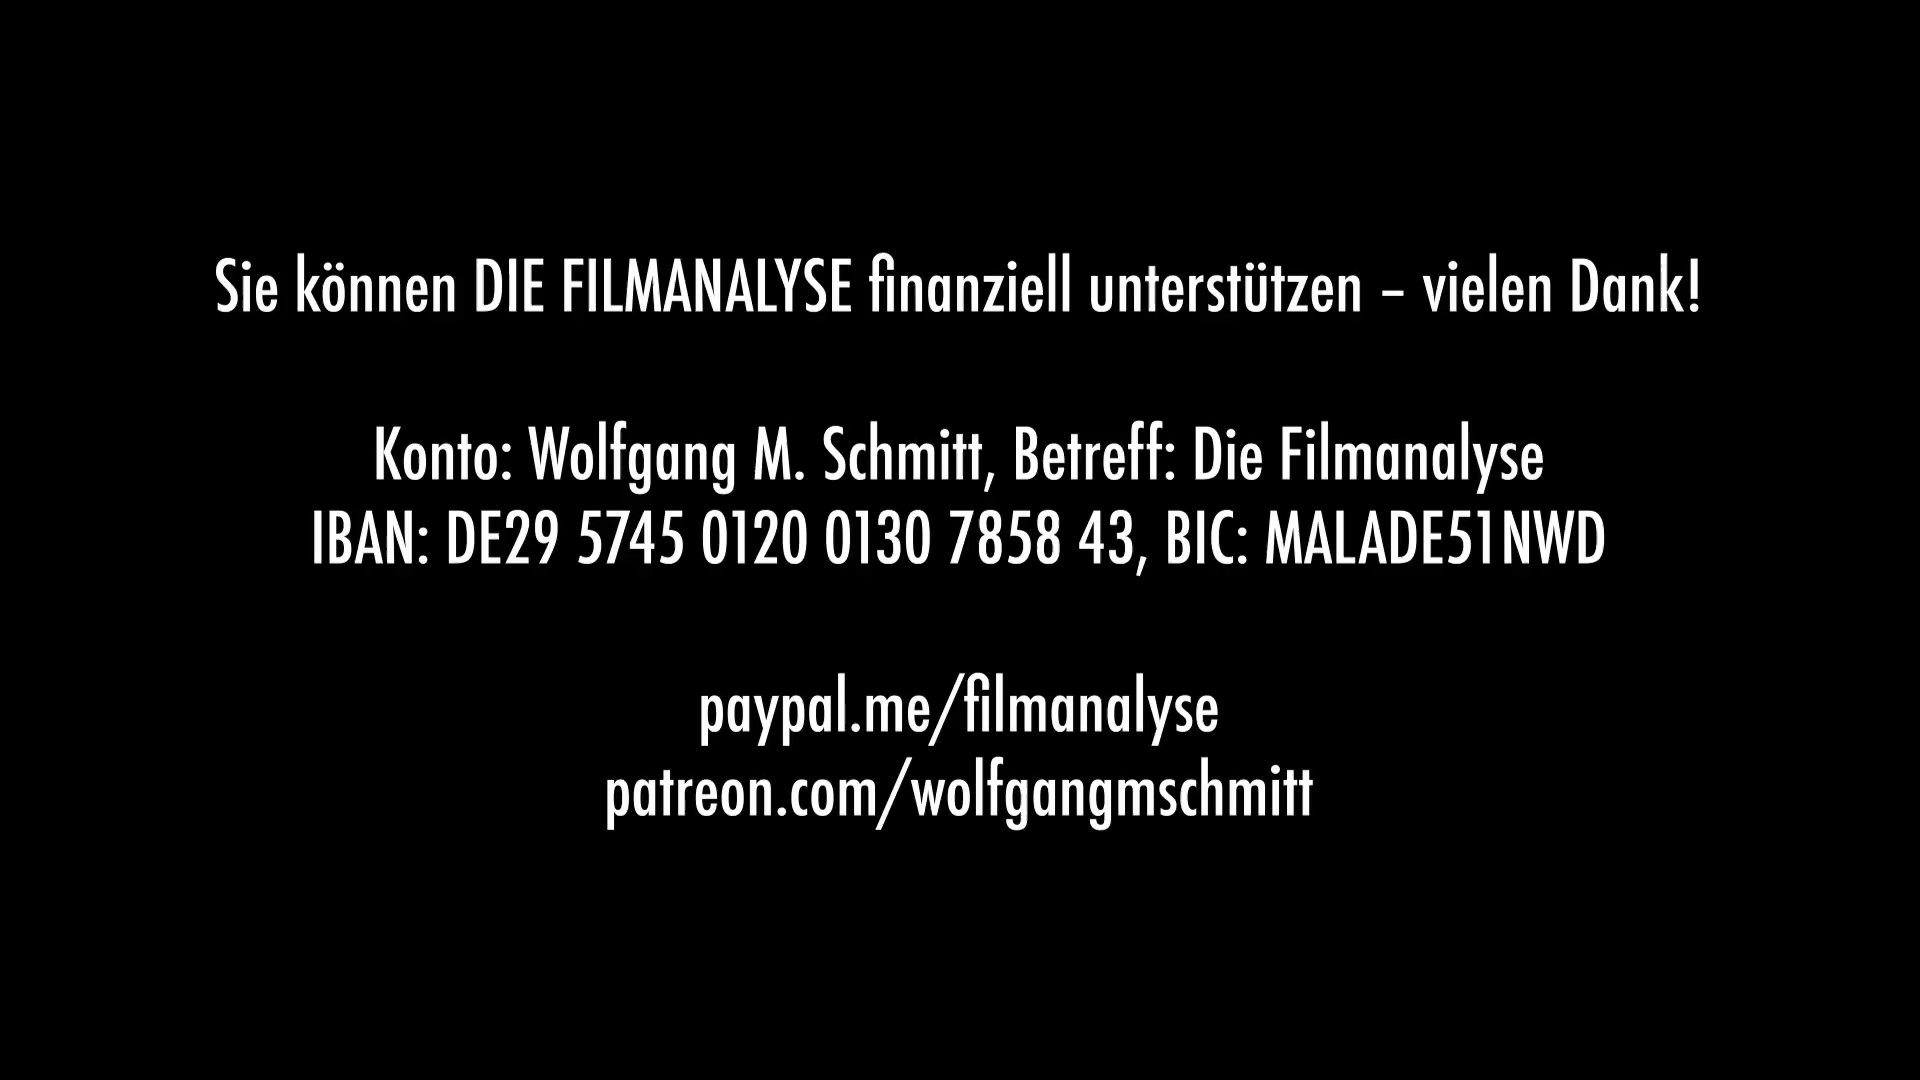 Sie können DIE FILMANALYSE finanziell unterstützen – vielen Dank!
Konto: Wolfgang M. Schmitt, Betreff: Die Filmanalyse
IBAN: DE29 5745 0120 0130 7858 43, BIC: MALADE51NWD
paypal.me/filmanalyse
patreon.com/wolfgangmschmitt